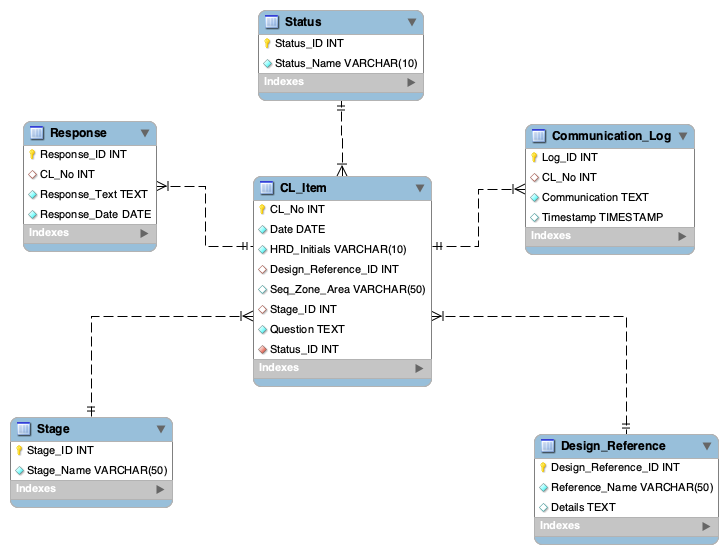 Status
Status_ID INT
Status_Name VARCHAR(10)
Indexes
Response
Response_ID INT
CL_No INT
Response_Text TEXT
Response_Date DATE
Indexes
Communication_Log
Log_ID INT
CL_No INT
Communication TEXT
Timestamp TIMESTAMP
Indexes
CL_Item
CL_No INT
Date DATE
HRD_Initials VARCHAR(10)
Design_Reference_ID INT
Seq_Zone_Area VARCHAR(50)
Stage_ID INT
Question TEXT
Status_ID INT
Indexes
Stage
Stage_ID INT
Stage_Name VARCHAR(50)
Indexes
Design_Reference
Design_Reference_ID INT
Reference_Name VARCHAR(50)
Details TEXT
Indexes